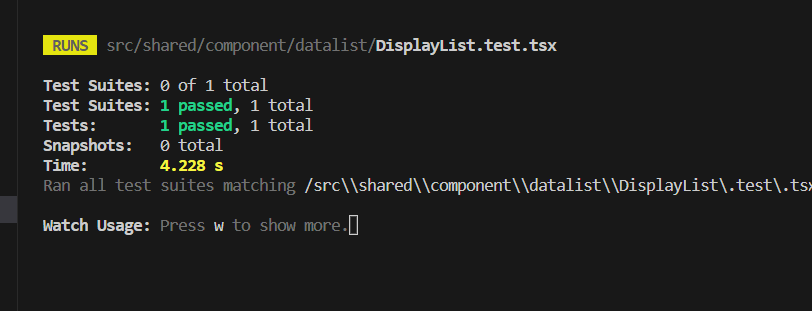 RUNS src/shared/component/datalist/DisplayList.test.tsx
Test Suites: 0 of 1 total
Test Suites: 1 passed, 1 total
Tests: 1 passed, 1 total
Snapshots: 0 total
Time: 4.228 s
Ran all test suites matching /src\\shared\\component\\datalist\\DisplayList\.test\.tsx
Watch Usage: Press w to show more.